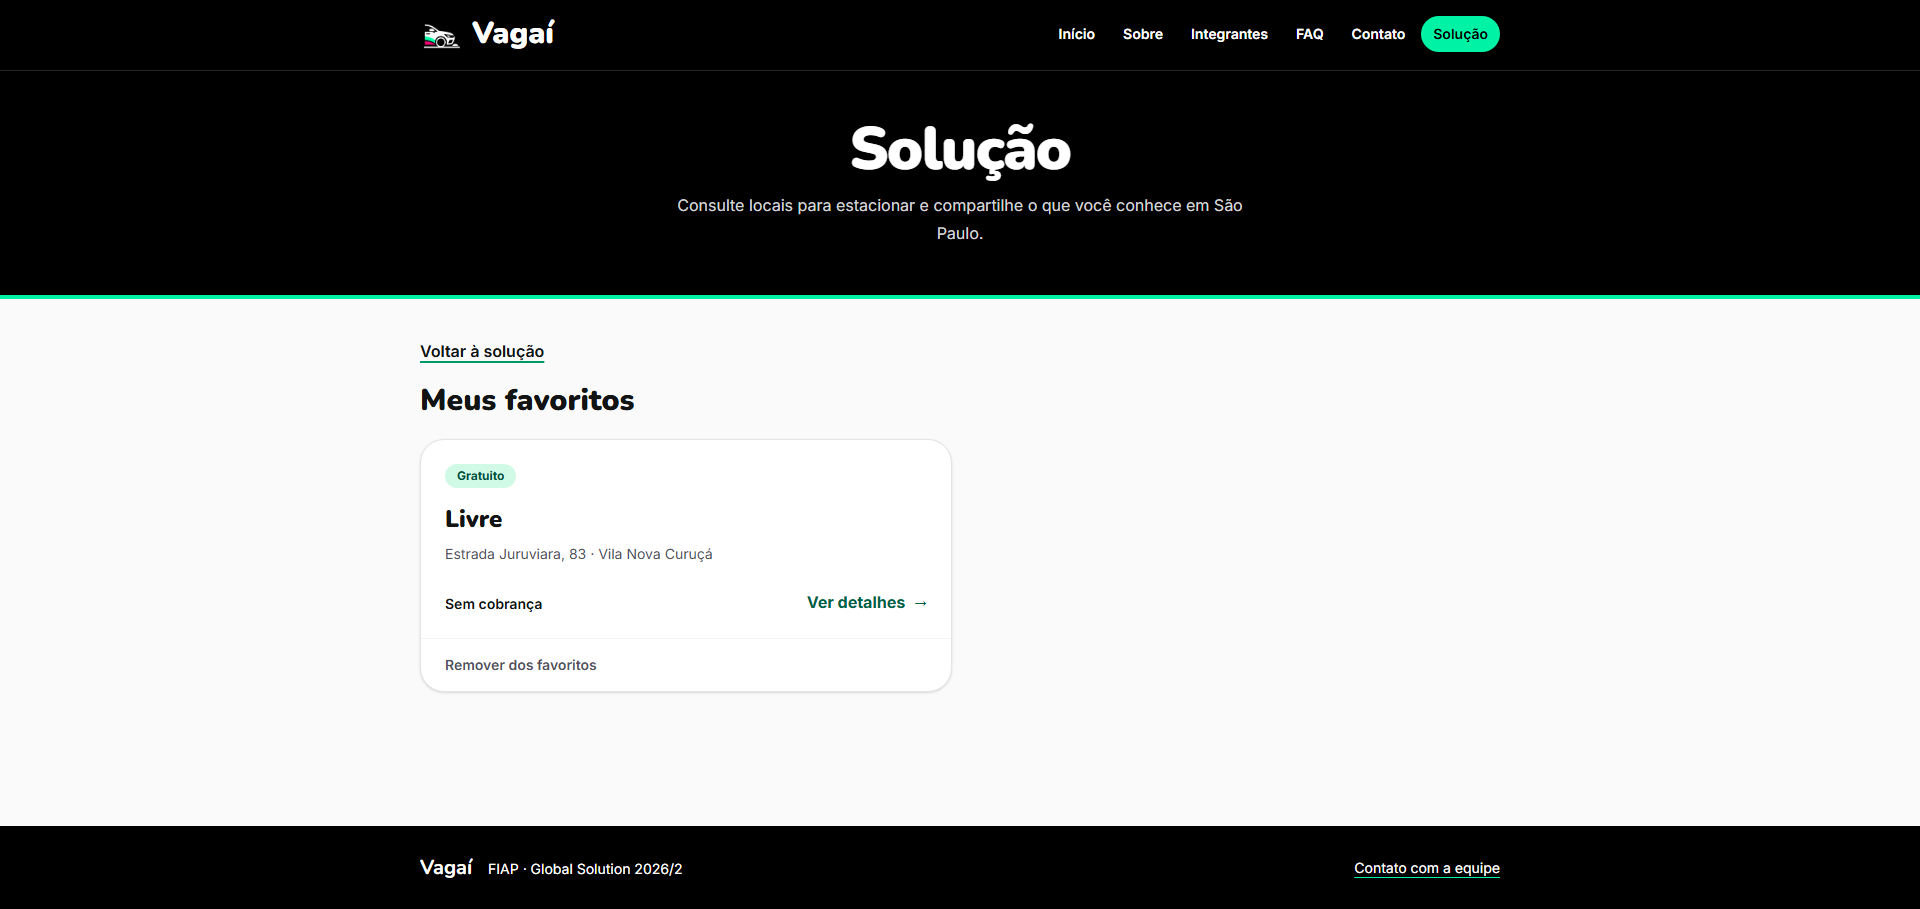 Vagaí
Início
Sobre
Integrantes
FAQ
Contato
Solução
Solução
Consulte locais para estacionar e compartilhe o que você conhece em São
Paulo.
Voltar à solução
Meus favoritos
Gratuito
Livre
Estrada Juruviara, 83 · Vila Nova Curuçá
Sem cobrança
Ver detalhes →
Remover dos favoritos
Vagaí
FIAP · Global Solution 2026/2
Contato com a equipe